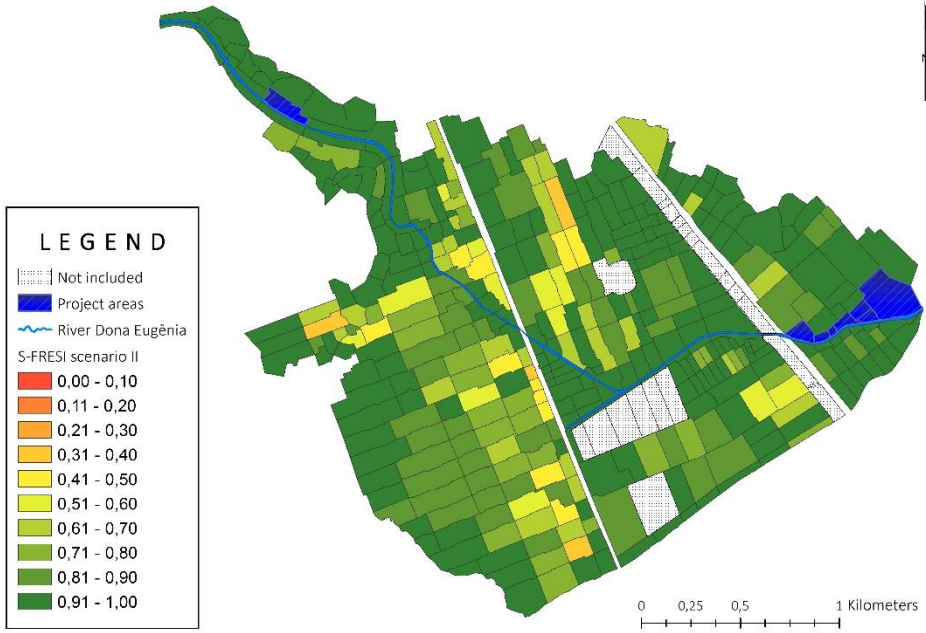 LEGEND
Not included
Project areas
River Dona Eugênia
S-FRESI scenario II
0,00 - 0,10
0,11 - 0,20
0,21 - 0,30
0,31 - 0,40
0,41 - 0,50
0,51 - 0,60
0,61 - 0,70
0,71 - 0,80
0,81 - 0,90
0,91 - 1,00
0 0,25 0,5 1 Kilometers